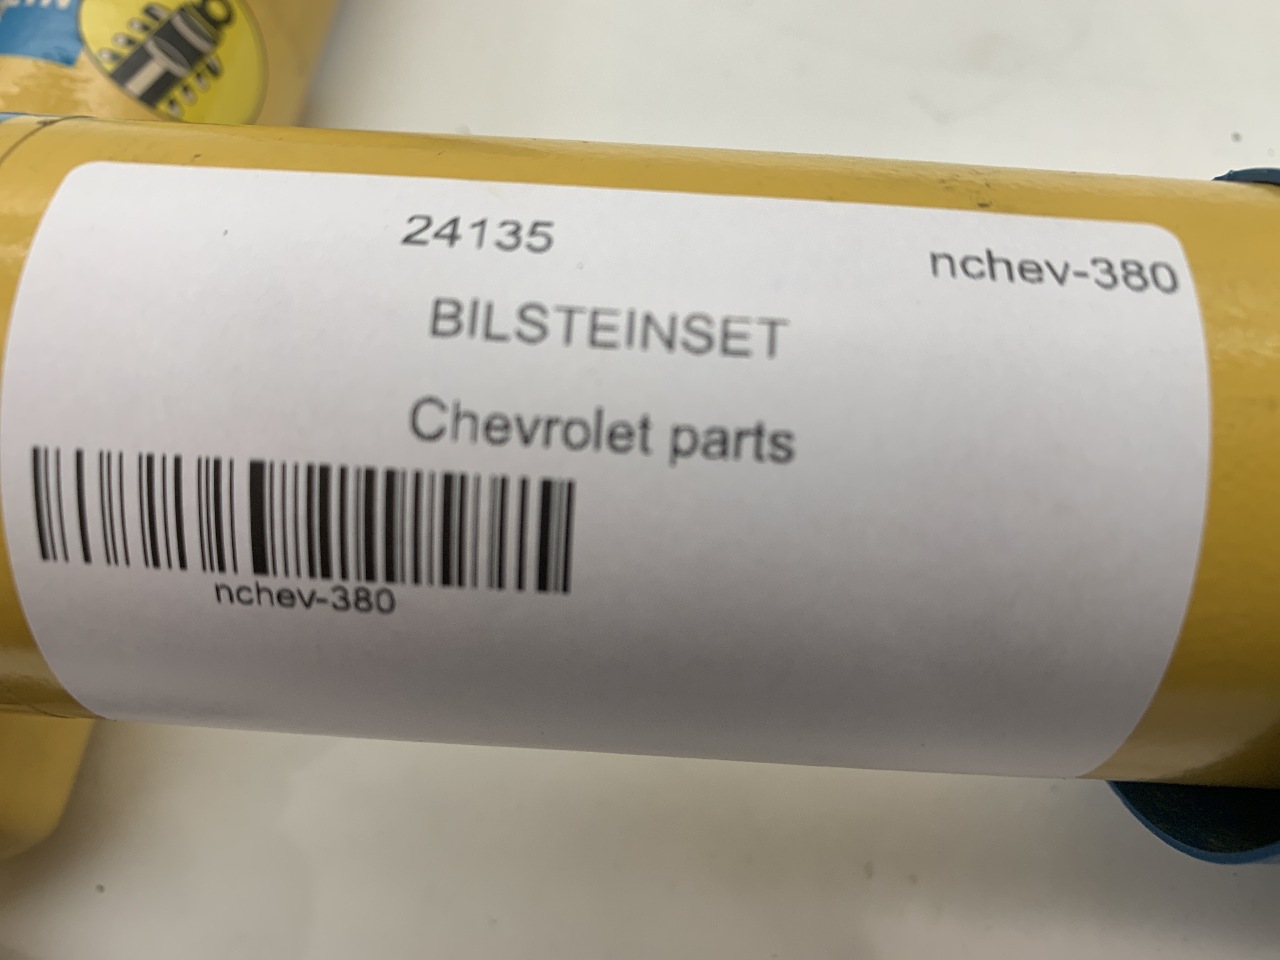 24135
nchev-380
BILSTEINSET
Chevrolet parts
nchev-380